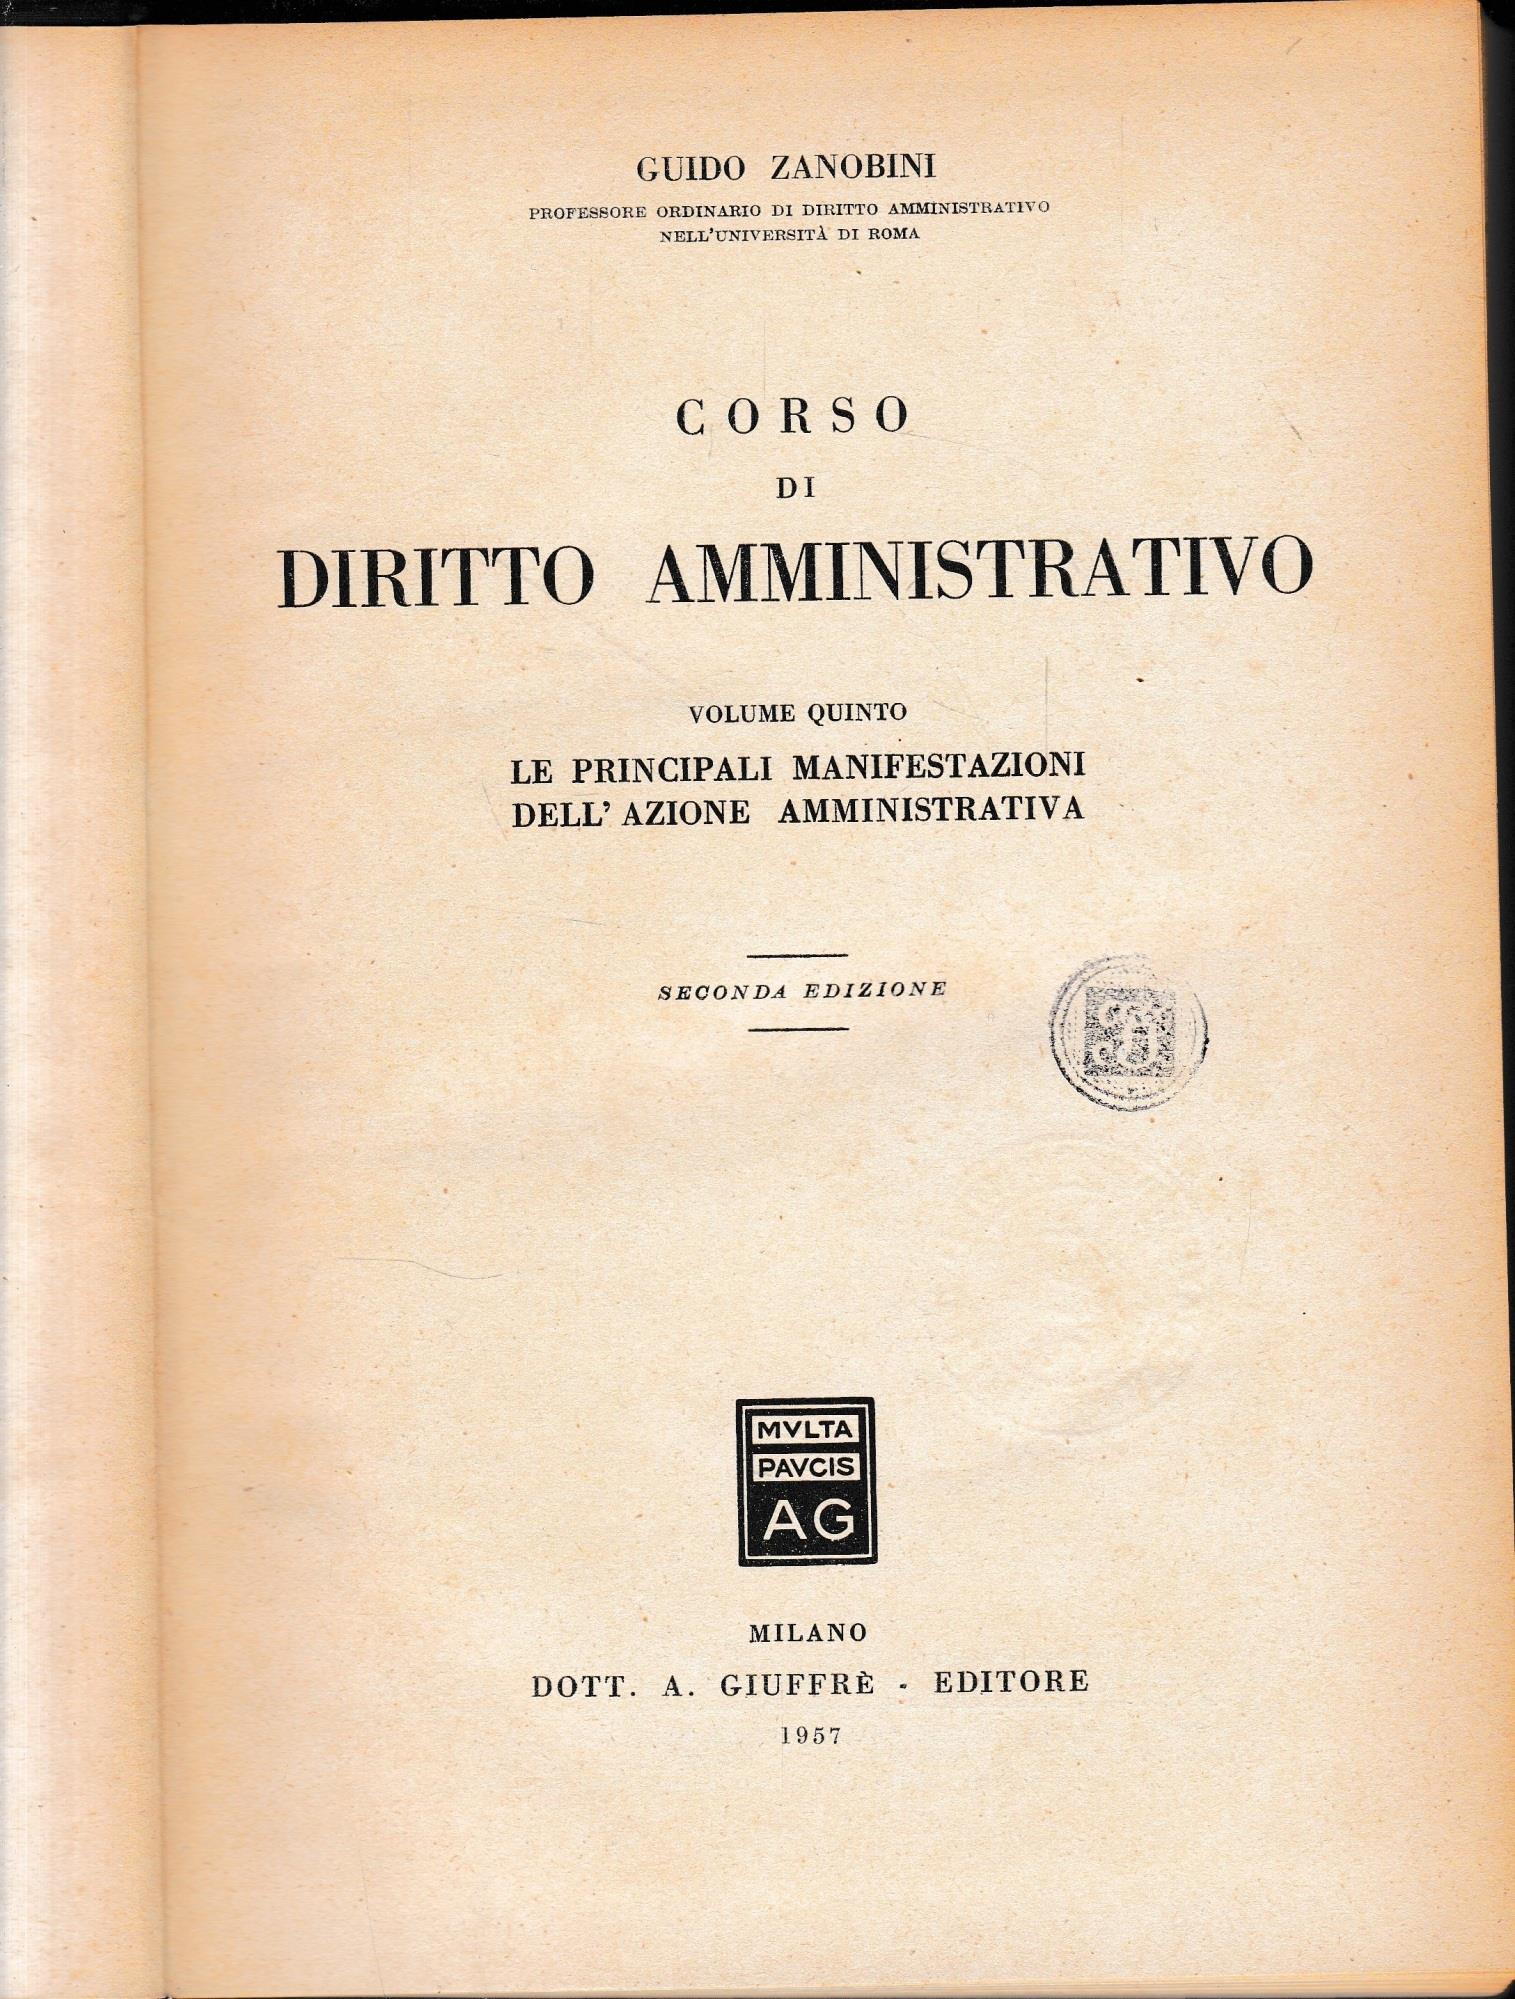 GUIDO ZANOBINI
PROFESSORE ORDINARIO DI DIRITTO AMMINISTRATIVO
NELL'UNIVERSITÀ DI ROMA
CORSO
DI
DIRITTO AMMINISTRATIVO
VOLUME QUINTO
LE PRINCIPALI MANIFESTAZIONI
DELL' AZIONE AMMINISTRATIVA
SECONDA EDIZIONE
MVLTA
PAVCIS
AG
MILANO
DOTT. A. GIUFFRÈ - EDITORE
1957